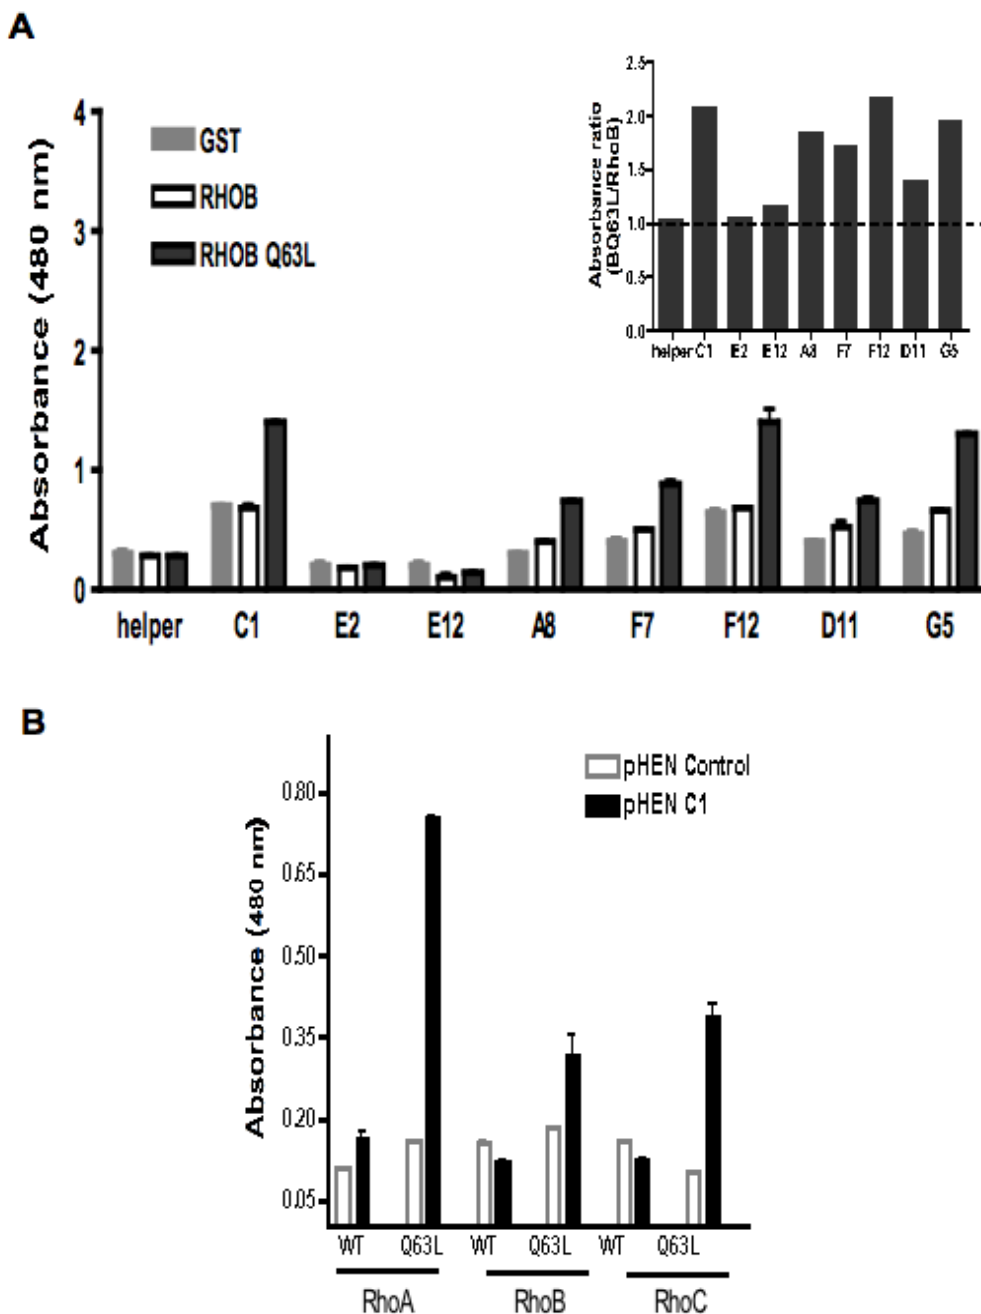 A
Absorbance (480 nm)
4
3
2
1
0
GST
RHOB
RHOB Q63L
helper C1 E2 E12 A8 F7 F12 D11 G5
Absorbance ratio
(BQ63L/RhoB)
2.5
2.0
1.5
1.0
0.5
0.0
helper C1 E2 E12 A8 F7 F12 D11 G5
B
Absorbance (480 nm)
0.80
0.65
0.50
0.35
0.20
0.05
pHEN Control
pHEN C1
WT Q63L WT Q63L WT Q63L
RhoA RhoB RhoC